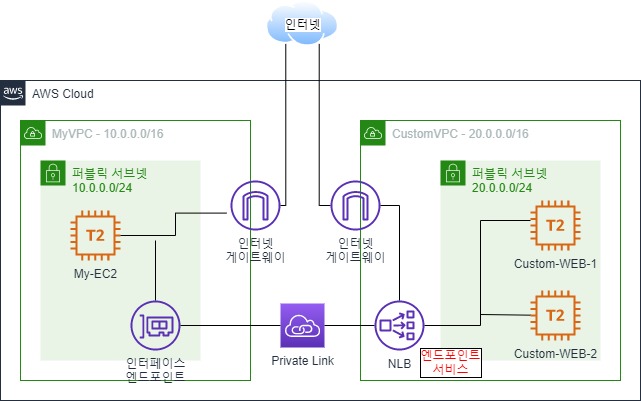 인터넷
aws
AWS Cloud
MyVPC - 10.0.0.0/16
CustomVPC - 20.0.0.0/16
퍼블릭 서브넷
10.0.0.0/24
퍼블릭 서브넷
20.0.0.0/24
T2
My-EC2
인터넷
게이트웨이
인터넷
게이트웨이
T2
Custom-WEB-1
T2
Custom-WEB-2
인터페이스
엔드포인트
Private Link
NLB
엔드포인트
서비스